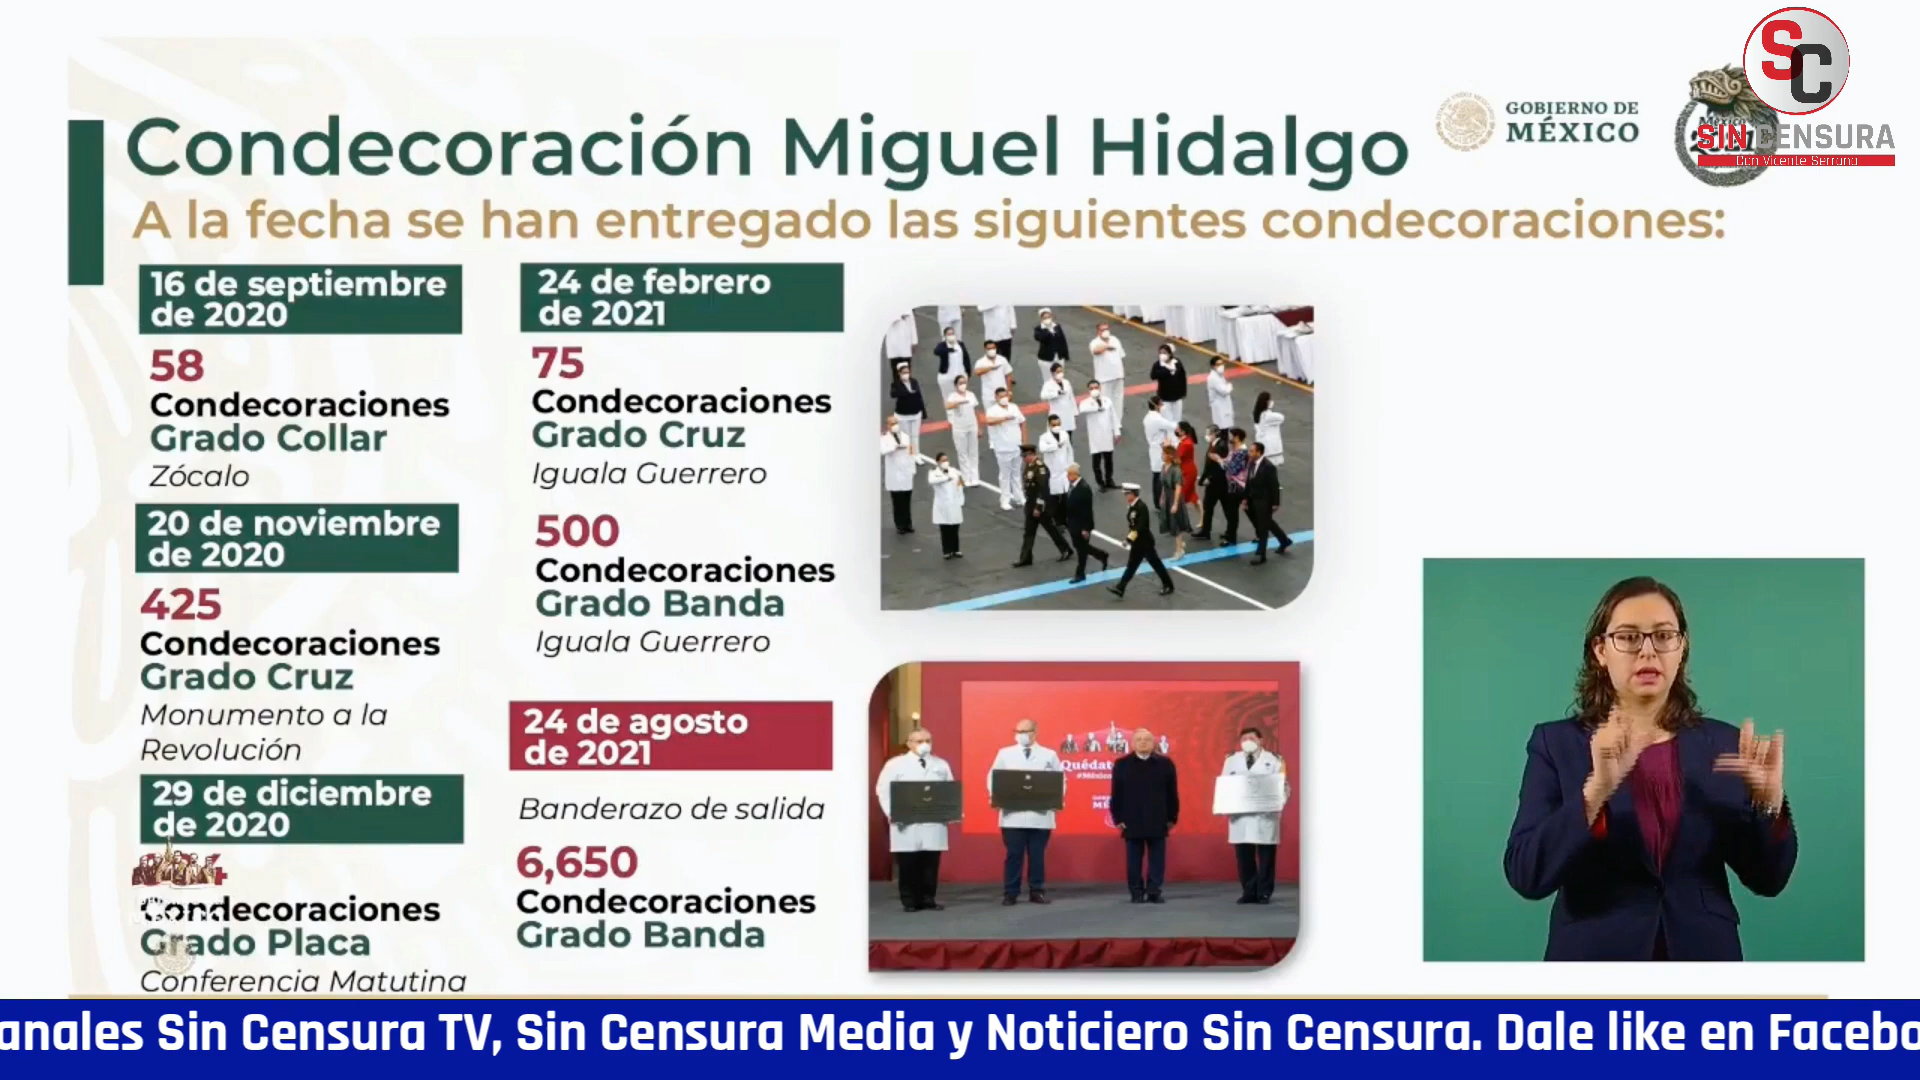 Condecoración Miguel Hidalgo
A la fecha se han entregado las siguientes condecoraciones:
GOBIERNO DE
MÉXICO
SC
SIN CENSURA
Con Vicente Serrano
16 de septiembre
de 2020
58
Condecoraciones
Grado Collar
Zócalo
20 de noviembre
de 2020
425
Condecoraciones
Grado Cruz
Monumento a la
Revolución
29 de diciembre
de 2020
Condecoraciones
Grado Placa
Conferencia Matutina
24 de febrero
de 2021
75
Condecoraciones
Grado Cruz
Iguala Guerrero
500
Condecoraciones
Grado Banda
Iguala Guerrero
24 de agosto
de 2021
Banderazo de salida
6,650
Condecoraciones
Grado Banda
anales Sin Censura TV, Sin Censura Media y Noticiero Sin Censura. Dale like en Facebo